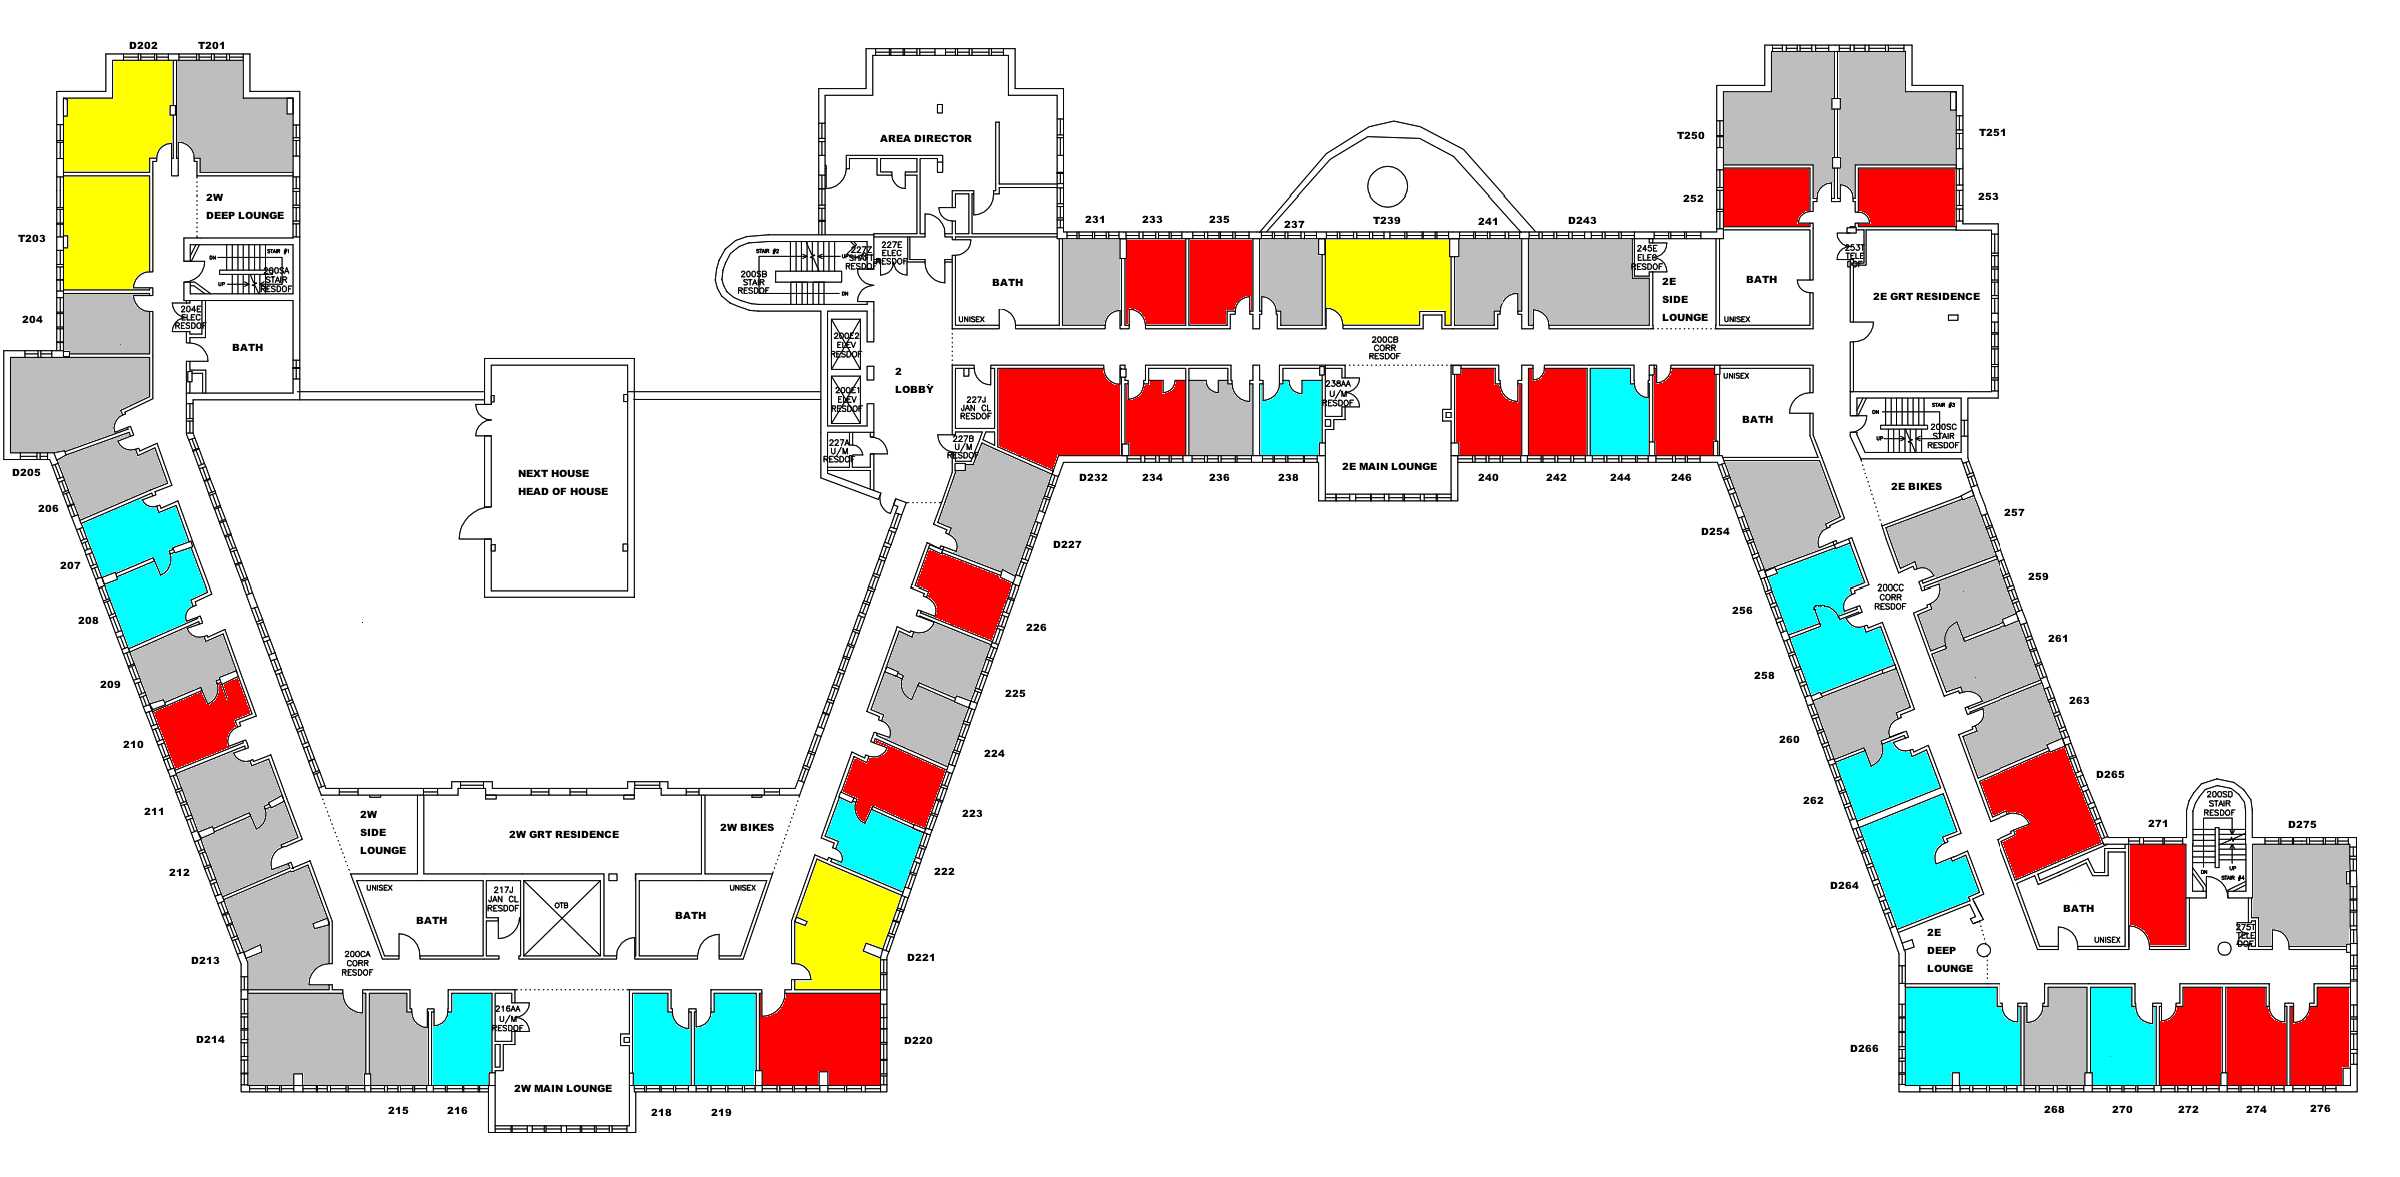 D202
T201
2W
DEEP LOUNGE
T203
STAIR #1
DN
UP
200SA
STAIR
RESDOF
204
204E
ELEC
RESDOF
BATH
D205
206
207
208
209
210
211
212
D213
D214
215
216
NEXT HOUSE
HEAD OF HOUSE
2W
SIDE
LOUNGE
2W GRT RESIDENCE
2W BIKES
UNISEX
BATH
217J
JAN CL
RESDOF
OTB
UNISEX
BATH
200CA
CORR
RESDOF
216AA
U/M
RESDOF
2W MAIN LOUNGE
218
219
D220
D221
222
223
224
225
226
D227
AREA DIRECTOR
STAIR #2
UP
DN
200SB
STAIR
RESDOF
227Z
SHAFT
RESDOF
227E
ELEC
RESDOF
200E2
ELEV
RESDOF
200E1
ELEV
RESDOF
2
LOBBY
227A
U/M
RESDOF
227J
JAN CL
RESDOF
227B
U/M
RESDOF
BATH
UNISEX
231
233
235
237
T239
241
D243
245E
ELEC
RESDOF
2E
SIDE
LOUNGE
BATH
UNISEX
200CB
CORR
RESDOF
238AA
U/M
RESDOF
2E MAIN LOUNGE
D232
234
236
238
240
242
244
246
UNISEX
BATH
T250
T251
252
253
253T
TELE
DOF
2E GRT RESIDENCE
STAIR #3
DN
UP
200SC
STAIR
RESDOF
2E BIKES
D254
256
257
258
259
200CC
CORR
RESDOF
260
261
262
263
D264
D265
2E
DEEP
LOUNGE
BATH
UNISEX
271
200SD
STAIR
RESDOF
DN
UP
STAIR #4
D275
275T
TELE
DOF
D266
268
270
272
274
276